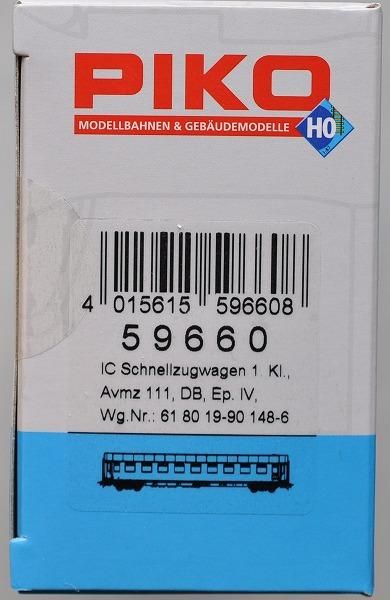 PIKO
MODELLBAHNEN & GEBÄUDEMODELLE
H0
4 015615 596608
59660
IC Schnellzugwagen 1. Kl.,
Avmz 111, DB, Ep. IV,
Wg.Nr.: 61 80 19-90 148-6